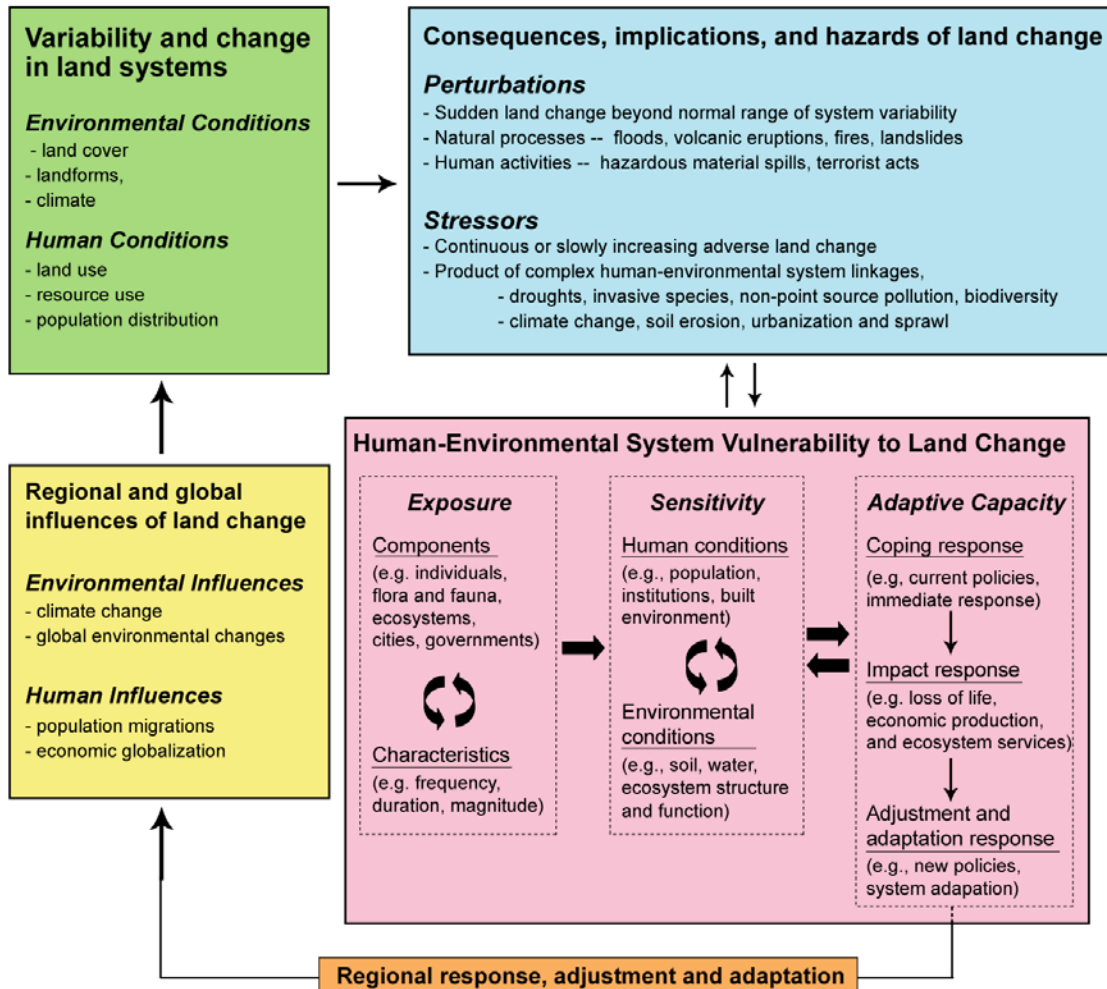 Variability and change
in land systems
Environmental Conditions
- land cover
- landforms,
- climate
Human Conditions
- land use
- resource use
- population distribution
Consequences, implications, and hazards of land change
Perturbations
- Sudden land change beyond normal range of system variability
- Natural processes -- floods, volcanic eruptions, fires, landslides
- Human activities -- hazardous material spills, terrorist acts
Stressors
- Continuous or slowly increasing adverse land change
- Product of complex human-environmental system linkages,
- droughts, invasive species, non-point source pollution, biodiversity
- climate change, soil erosion, urbanization and sprawl
Regional and global
influences of land change
Environmental Influences
- climate change
- global environmental changes
Human Influences
- population migrations
- economic globalization
Human-Environmental System Vulnerability to Land Change
Exposure
Components
(e.g. individuals,
flora and fauna,
ecosystems,
cities, governments)
Characteristics
(e.g. frequency,
duration, magnitude)
Sensitivity
Human conditions
(e.g., population,
institutions, built
environment)
Environmental
conditions
(e.g., soil, water,
ecosystem structure
and function)
Adaptive Capacity
Coping response
(e.g, current policies,
immediate response)
Impact response
(e.g. loss of life,
economic production,
and ecosystem services)
Adjustment and
adaptation response
(e.g., new policies,
system adapation)
Regional response, adjustment and adaptation